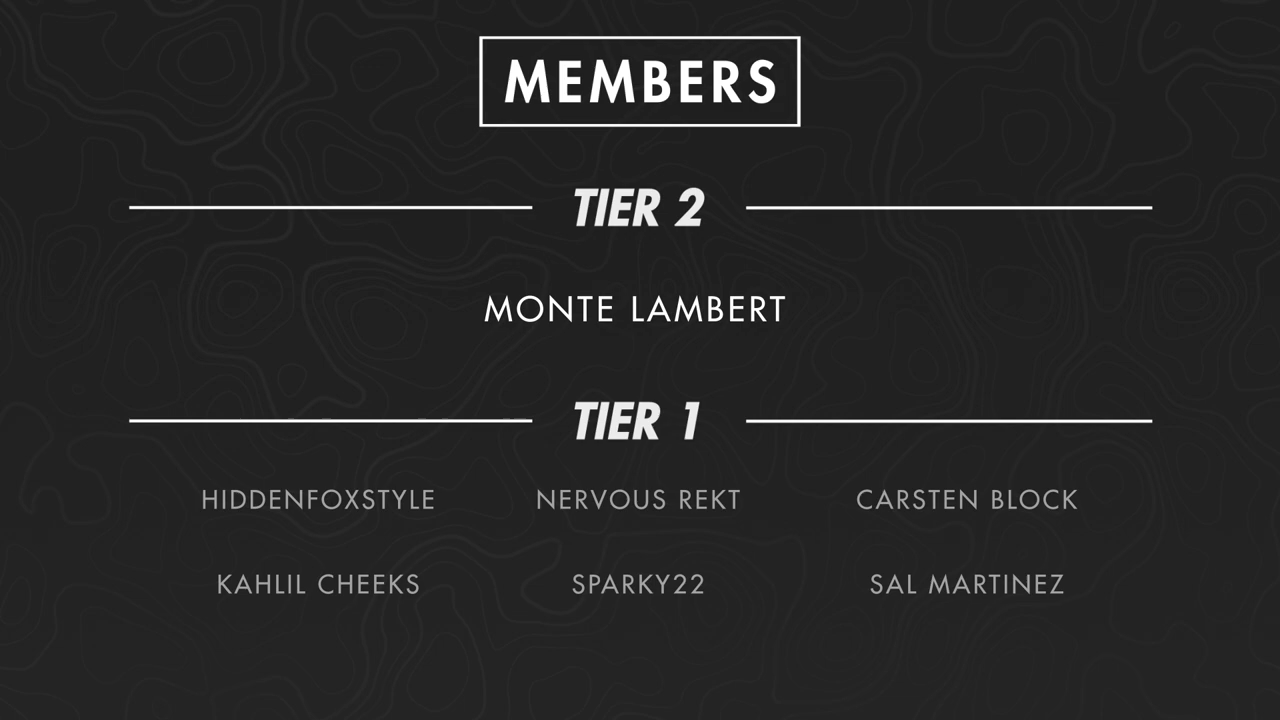 MEMBERS
TIER 2
MONTE LAMBERT
TIER 1
HIDDENFOXSTYLE NERVOUS REKT CARSTEN BLOCK
KAHLIL CHEEKS SPARKY22 SAL MARTINEZ